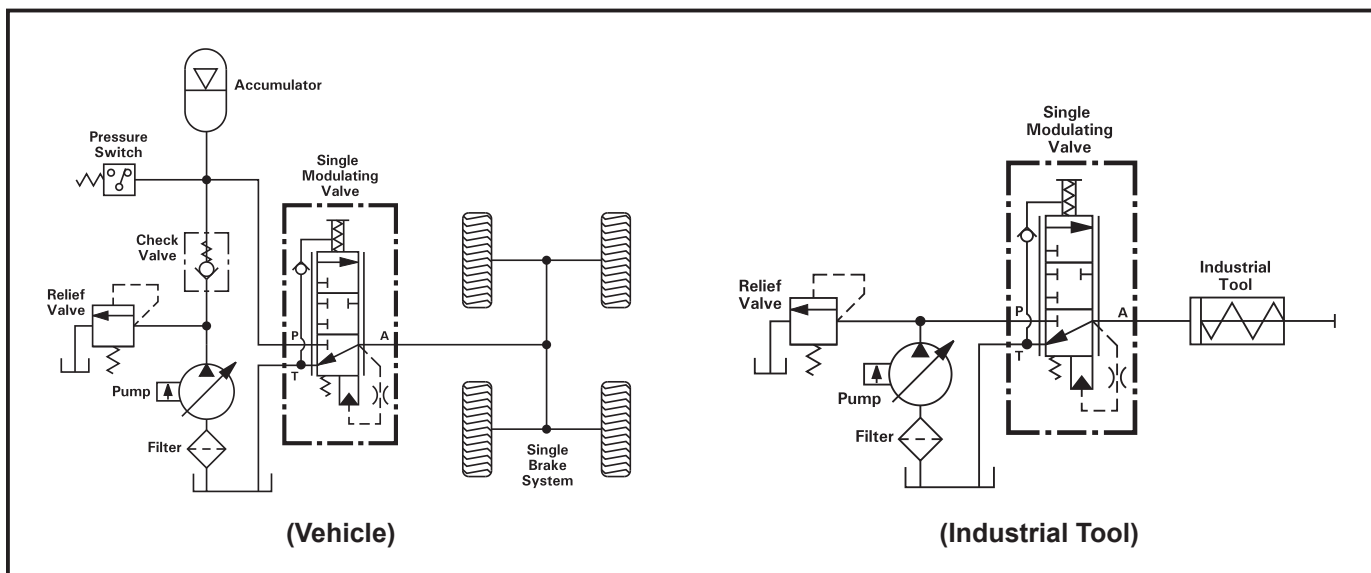 Accumulator
Pressure
Switch
Single
Modulating
Valve
Check
Valve
Relief
Valve
P
A
T
Pump
Filter
Single
Brake
System
(Vehicle)
Single
Modulating
Valve
Industrial
Tool
Relief
Valve
P
A
T
Pump
Filter
(Industrial Tool)